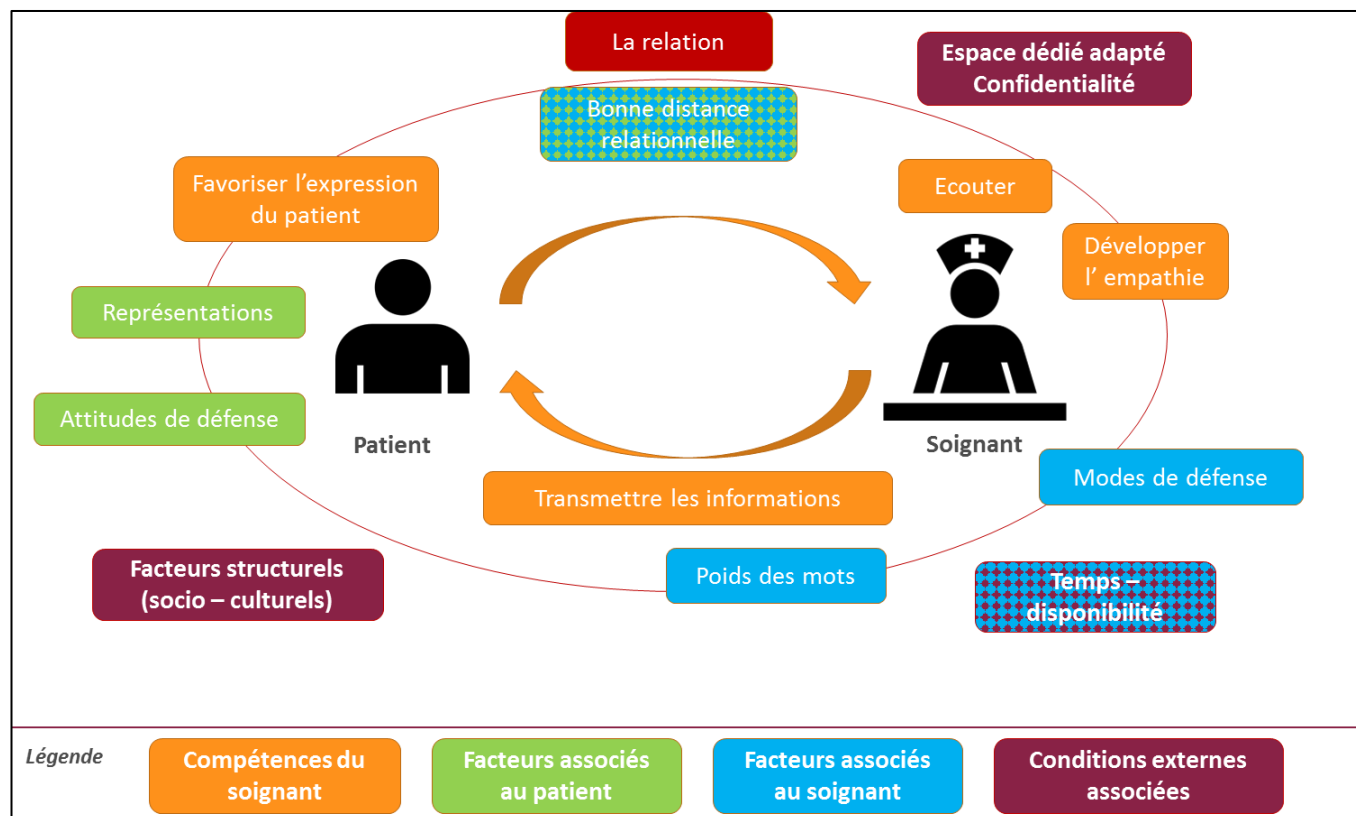 La relation
Espace dédié adapté
Confidentialité
Bonne distance
relationnelle
Favoriser l'expression
du patient
Ecouter
Développer
l' empathie
Représentations
Attitudes de défense
Patient
Soignant
Modes de défense
Transmettre les informations
Facteurs structurels
(socio – culturels)
Poids des mots
Temps –
disponibilité
Légende
Compétences du
soignant
Facteurs associés
au patient
Facteurs associés
au soignant
Conditions externes
associées